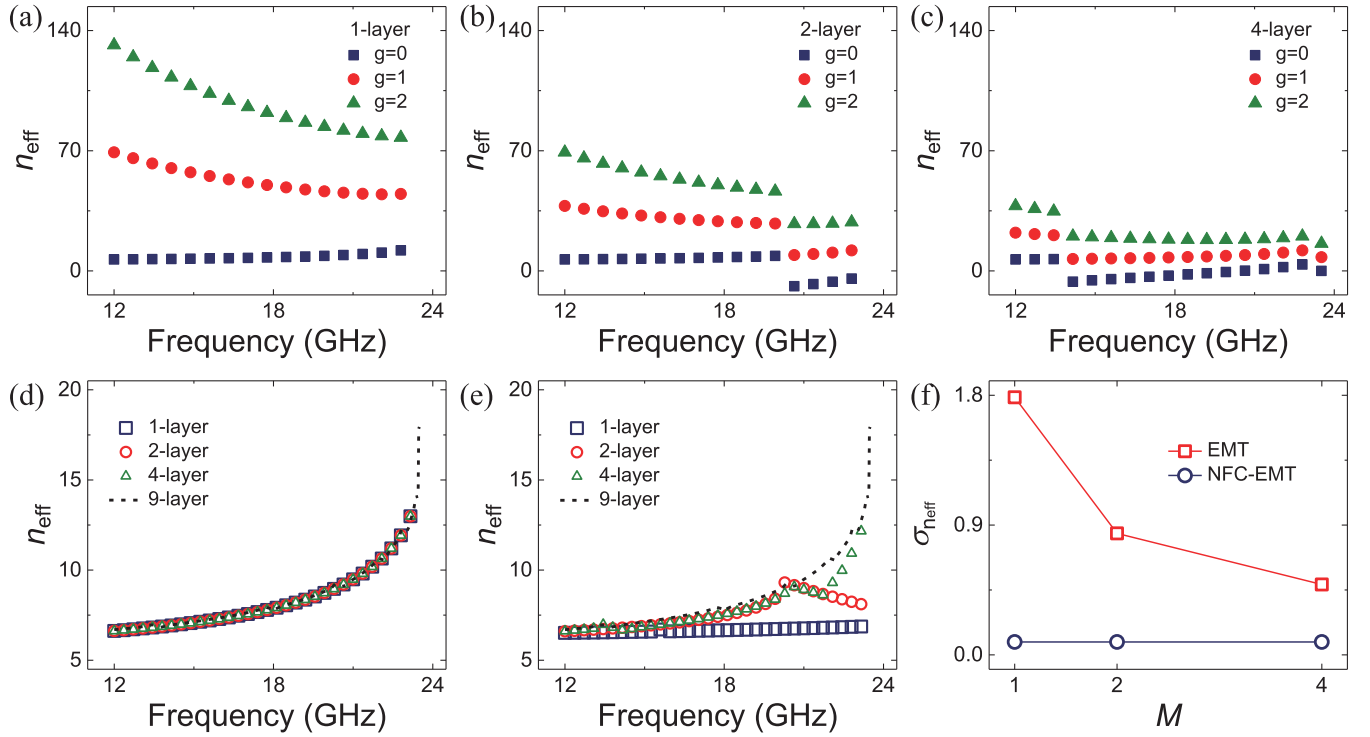 (a)
1-layer
g=0
g=1
g=2
140
70
0
n_eff
12
18
24
Frequency (GHz)
(b)
2-layer
g=0
g=1
g=2
140
70
0
n_eff
12
18
24
Frequency (GHz)
(c)
4-layer
g=0
g=1
g=2
140
70
0
n_eff
12
18
24
Frequency (GHz)
(d)
1-layer
2-layer
4-layer
9-layer
20
15
10
5
n_eff
12
18
24
Frequency (GHz)
(e)
1-layer
2-layer
4-layer
9-layer
20
15
10
5
n_eff
12
18
24
Frequency (GHz)
(f)
EMT
NFC-EMT
1.8
0.9
0.0
σ_neff
1
2
4
M